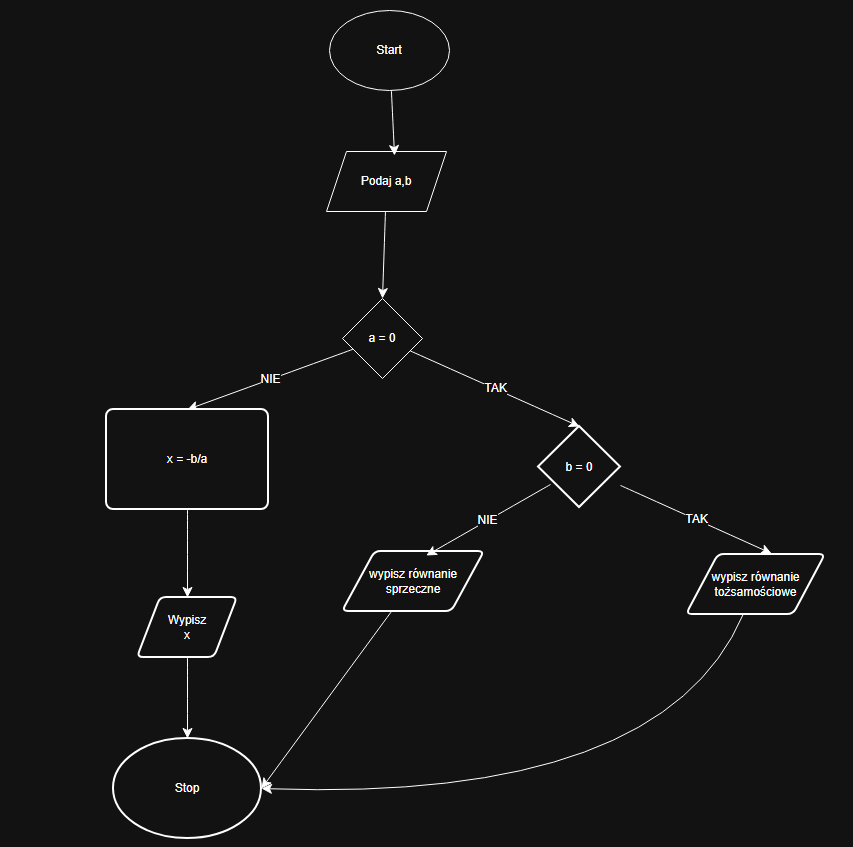 Start
Podaj a,b
a = 0
NIE
TAK
x = -b/a
b = 0
NIE
TAK
wypisz równanie
sprzeczne
wypisz równanie
tożsamościowe
Wypisz
x
Stop